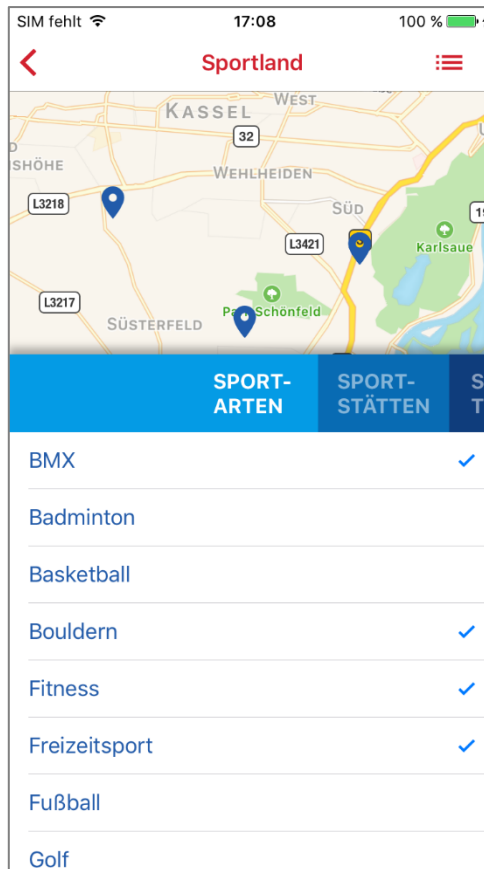 SIM fehlt 17:08 100 %
Sportland
KASSEL
WEST
32
SHÖHE
WEHLHEIDEN
L3218
SÜD
L3421
Karlsaue
L3217
Schönfeld
SÜSTERFELD
SPORT-
ARTEN
SPORT-
STÄTTEN
BMX
Badminton
Basketball
Bouldern
Fitness
Freizeitsport
Fußball
Golf